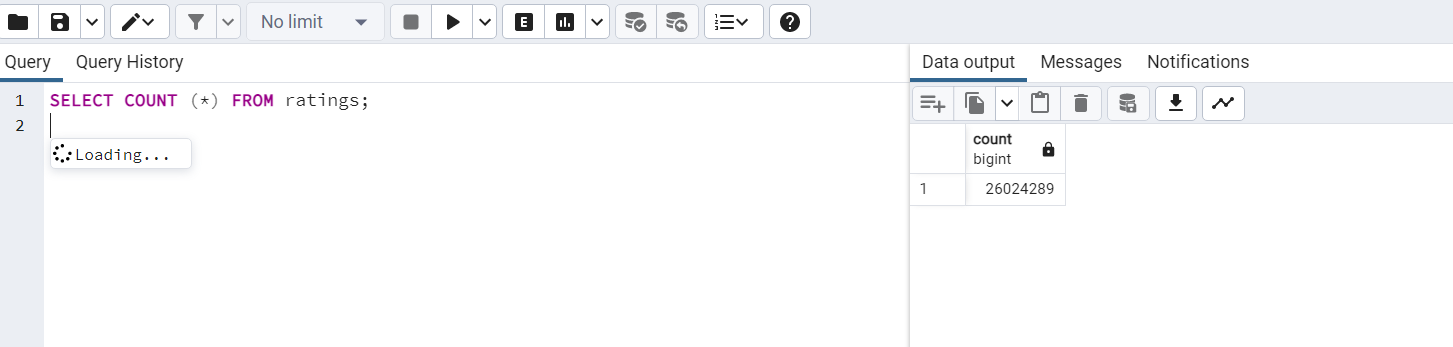 No limit
E
Query Query History
1 SELECT COUNT (*) FROM ratings;
2
Loading...
Data output Messages Notifications
count
bigint
1 26024289